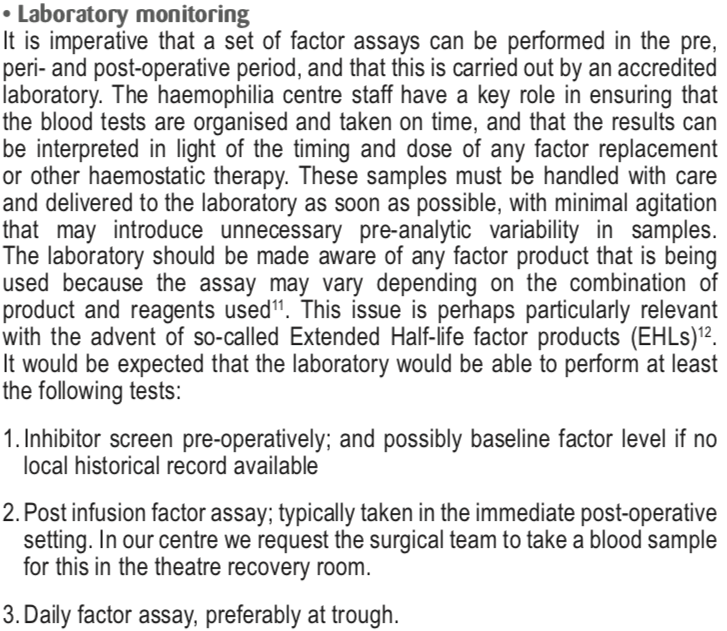 • Laboratory monitoring
It is imperative that a set of factor assays can be performed in the pre,
peri- and post-operative period, and that this is carried out by an accredited
laboratory. The haemophilia centre staff have a key role in ensuring that
the blood tests are organised and taken on time, and that the results can
be interpreted in light of the timing and dose of any factor replacement
or other haemostatic therapy. These samples must be handled with care
and delivered to the laboratory as soon as possible, with minimal agitation
that may introduce unnecessary pre-analytic variability in samples.
The laboratory should be made aware of any factor product that is being
used because the assay may vary depending on the combination of
product and reagents used¹¹. This issue is perhaps particularly relevant
with the advent of so-called Extended Half-life factor products (EHLs)¹².
It would be expected that the laboratory would be able to perform at least
the following tests:
1. Inhibitor screen pre-operatively; and possibly baseline factor level if no
local historical record available
2. Post infusion factor assay; typically taken in the immediate post-operative
setting. In our centre we request the surgical team to take a blood sample
for this in the theatre recovery room.
3. Daily factor assay, preferably at trough.